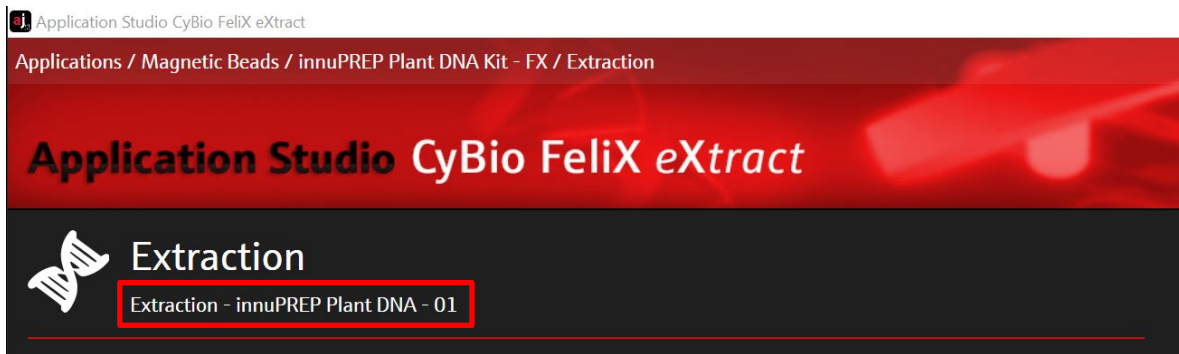 aj Application Studio CyBio FeliX eXtract
Applications / Magnetic Beads / innuPREP Plant DNA Kit - FX / Extraction
Application Studio CyBio FeliX eXtract
Extraction
Extraction - innuPREP Plant DNA - 01